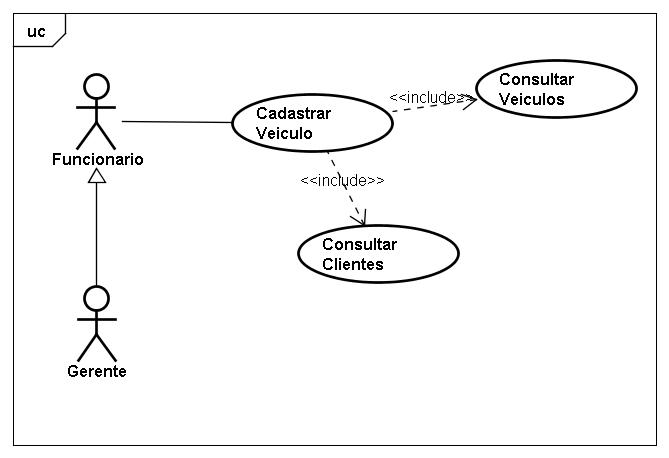 uc
Consultar
Veiculos
<<include>>
Cadastrar
Veiculo
Funcionario
<<include>>
Consultar
Clientes
Gerente